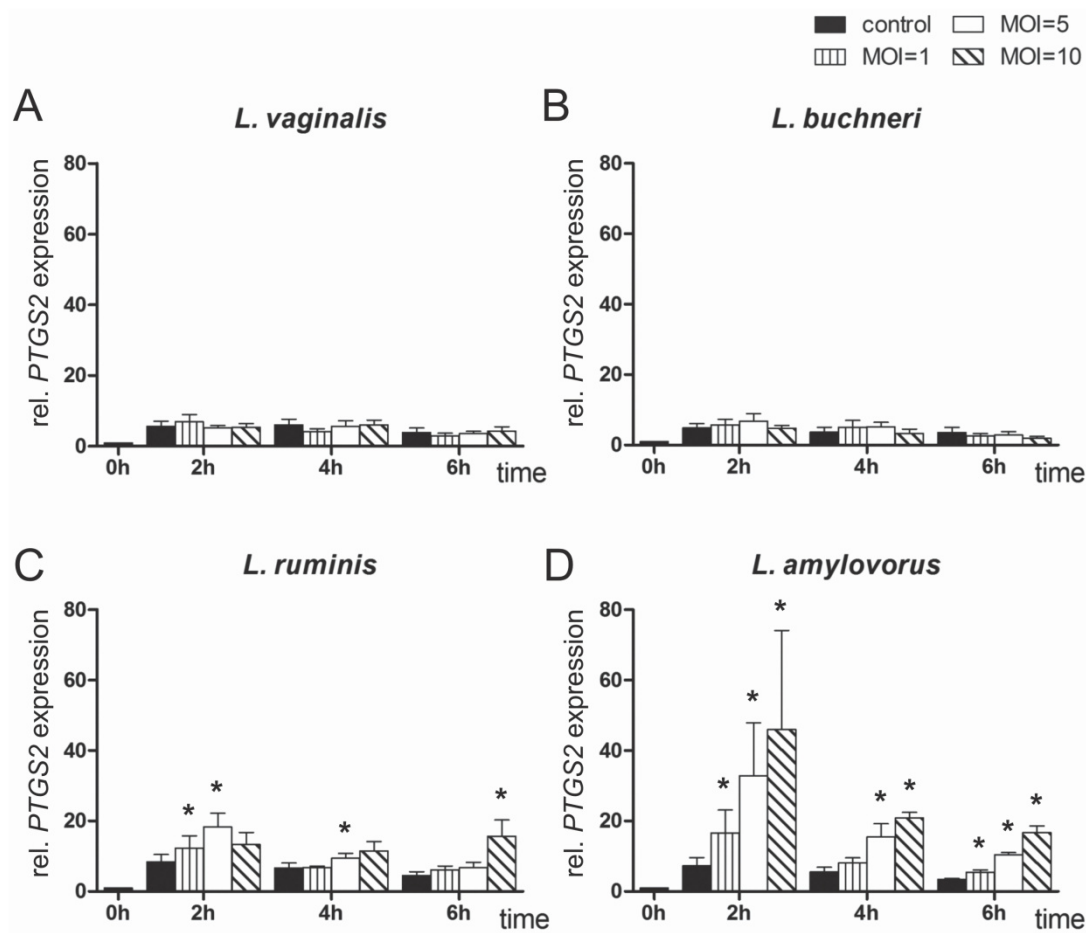 control MOI=5
MOI=1 MOI=10
A
L. vaginalis
rel. PTGS2 expression
80
60
40
20
0
0h 2h 4h 6h time
B
L. buchneri
rel. PTGS2 expression
80
60
40
20
0
0h 2h 4h 6h time
C
L. ruminis
rel. PTGS2 expression
80
60
40
20
0
* * * *
0h 2h 4h 6h time
D
L. amylovorus
rel. PTGS2 expression
80
60
40
20
0
* * * * * * * *
0h 2h 4h 6h time